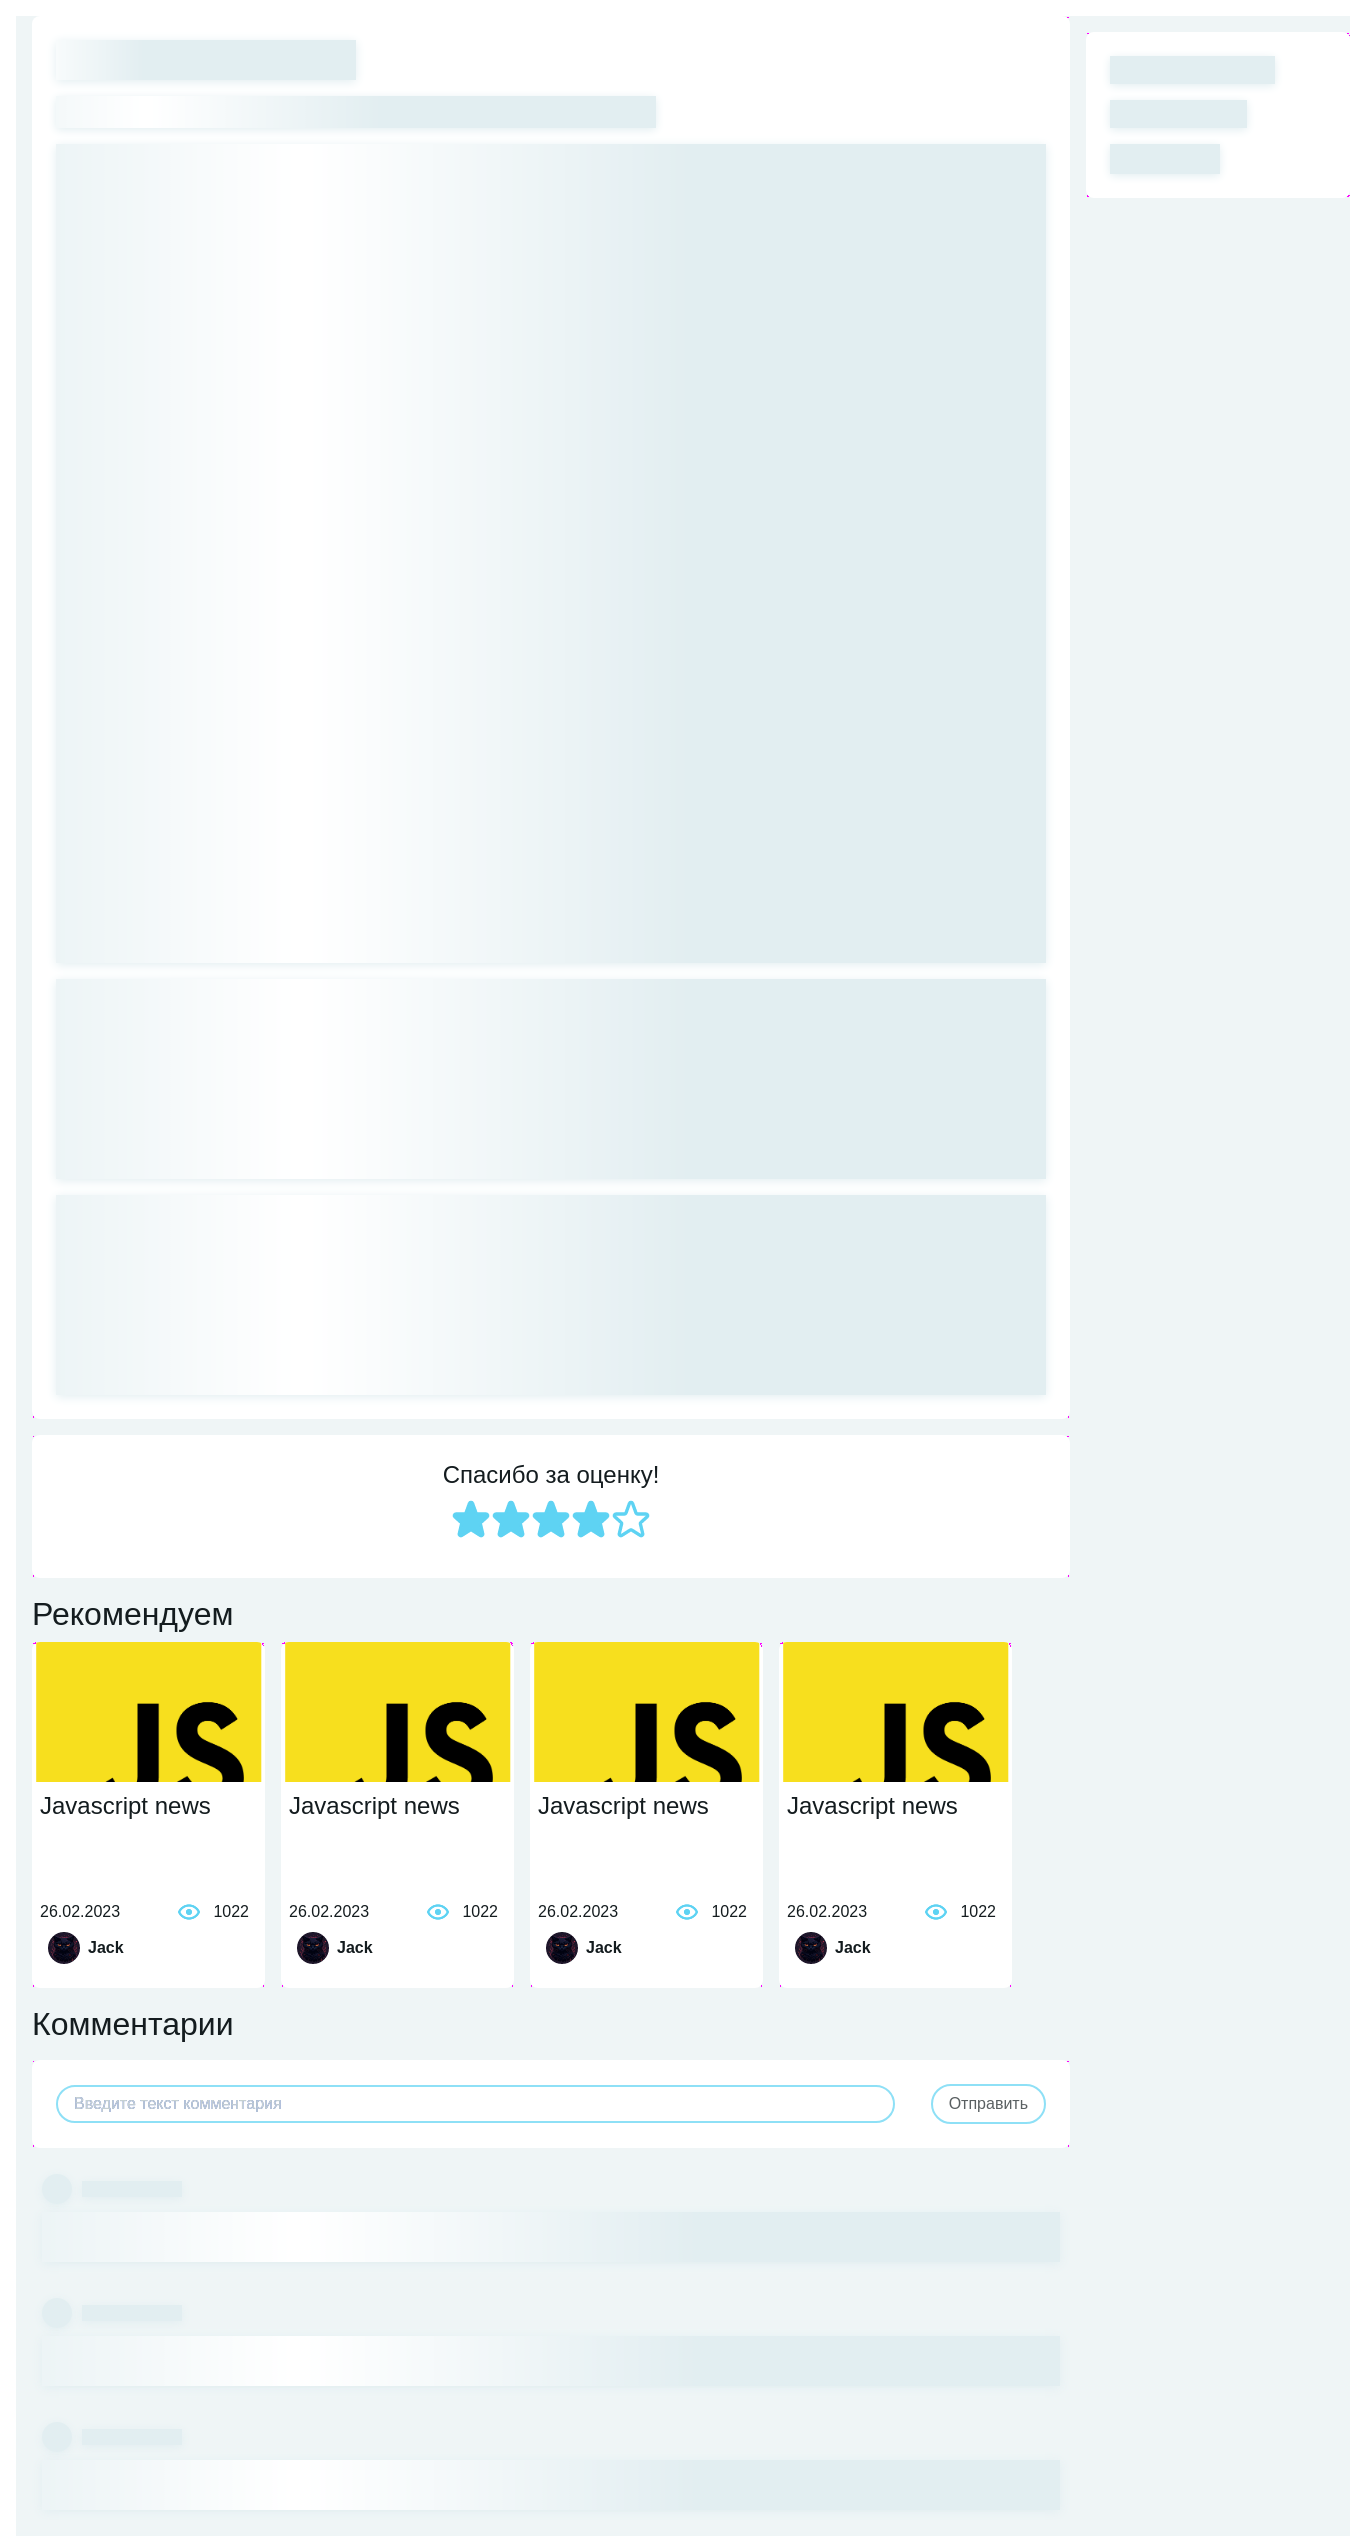 Спасибо за оценку!
Рекомендуем
JS JS JS JS
Javascript news Javascript news Javascript news Javascript news
26.02.2023 1022 26.02.2023 1022 26.02.2023 1022 26.02.2023 1022
Jack Jack Jack Jack
Комментарии
Введите текст комментария Отправить